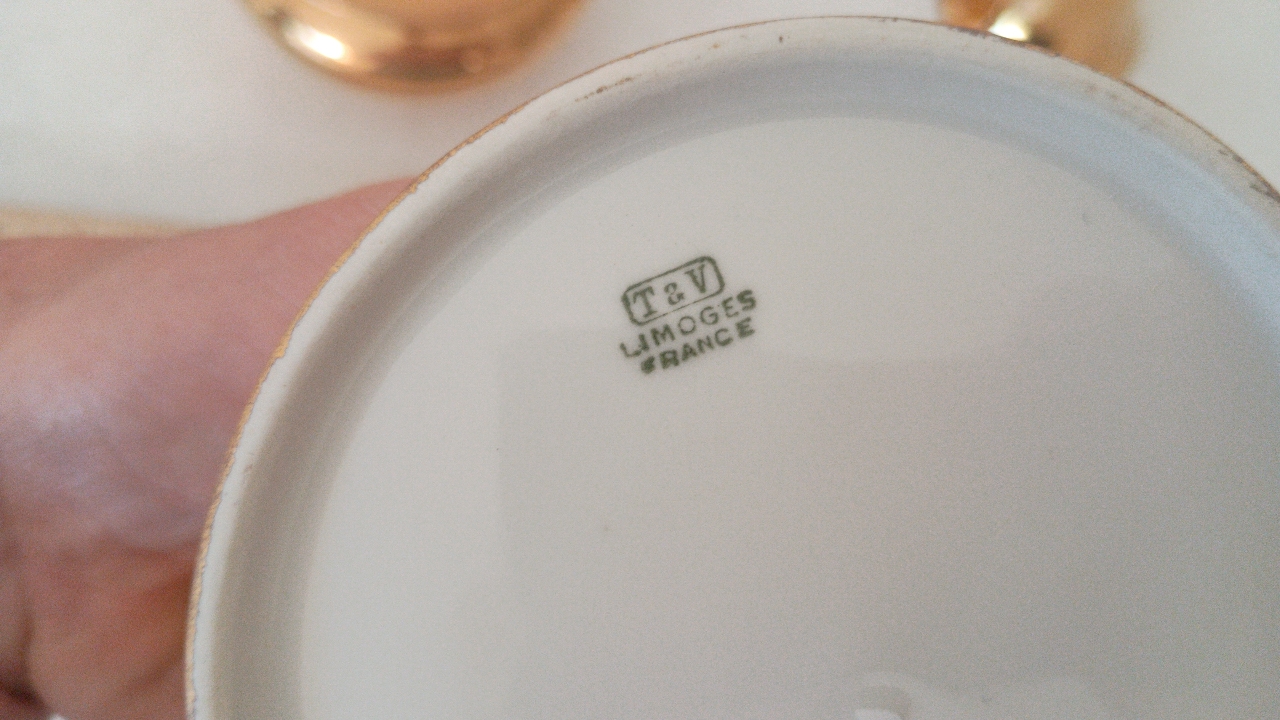 T & V
LIMOGES
FRANCE